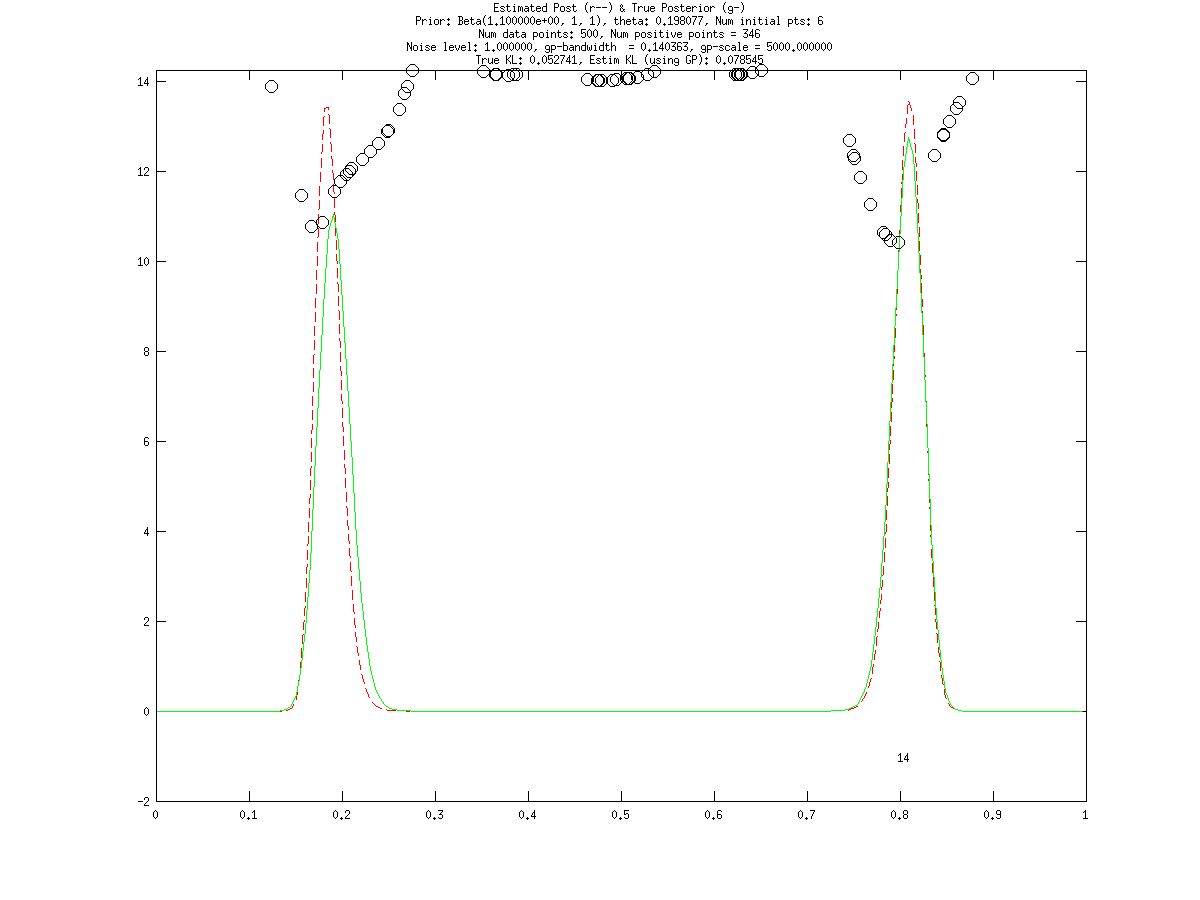 Estimated Post (r--) & True Posterior (g-)
Prior: Beta(1.100000e+00, 1, 1), theta: 0.198077, Num initial pts: 6
Num data points: 500, Num positive points = 346
Noise level: 1.000000, gp-bandwidth  = 0.140363, gp-scale = 5000.000000
True KL: 0.052741, Estim KL (using GP): 0.078545
14
12
10
8
6
4
2
0
14
-2
0 0.1 0.2 0.3 0.4 0.5 0.6 0.7 0.8 0.9 1